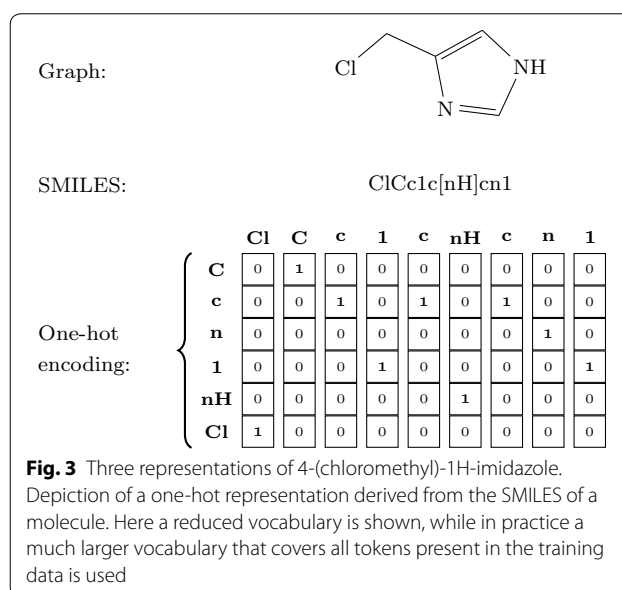 Graph:
Cl
NH
N
SMILES:
ClCc1c[nH]cn1
Cl C c 1 c nH c n 1
C 0 1 0 0 0 0 0 0 0
c 0 0 1 0 1 0 1 0 0
n 0 0 0 0 0 0 0 1 0
One-hot encoding:
1 0 0 0 1 0 0 0 0 1
nH 0 0 0 0 0 1 0 0 0
Cl 1 0 0 0 0 0 0 0 0
Fig. 3 Three representations of 4-(chloromethyl)-1H-imidazole.
Depiction of a one-hot representation derived from the SMILES of a
molecule. Here a reduced vocabulary is shown, while in practice a
much larger vocabulary that covers all tokens present in the training
data is used